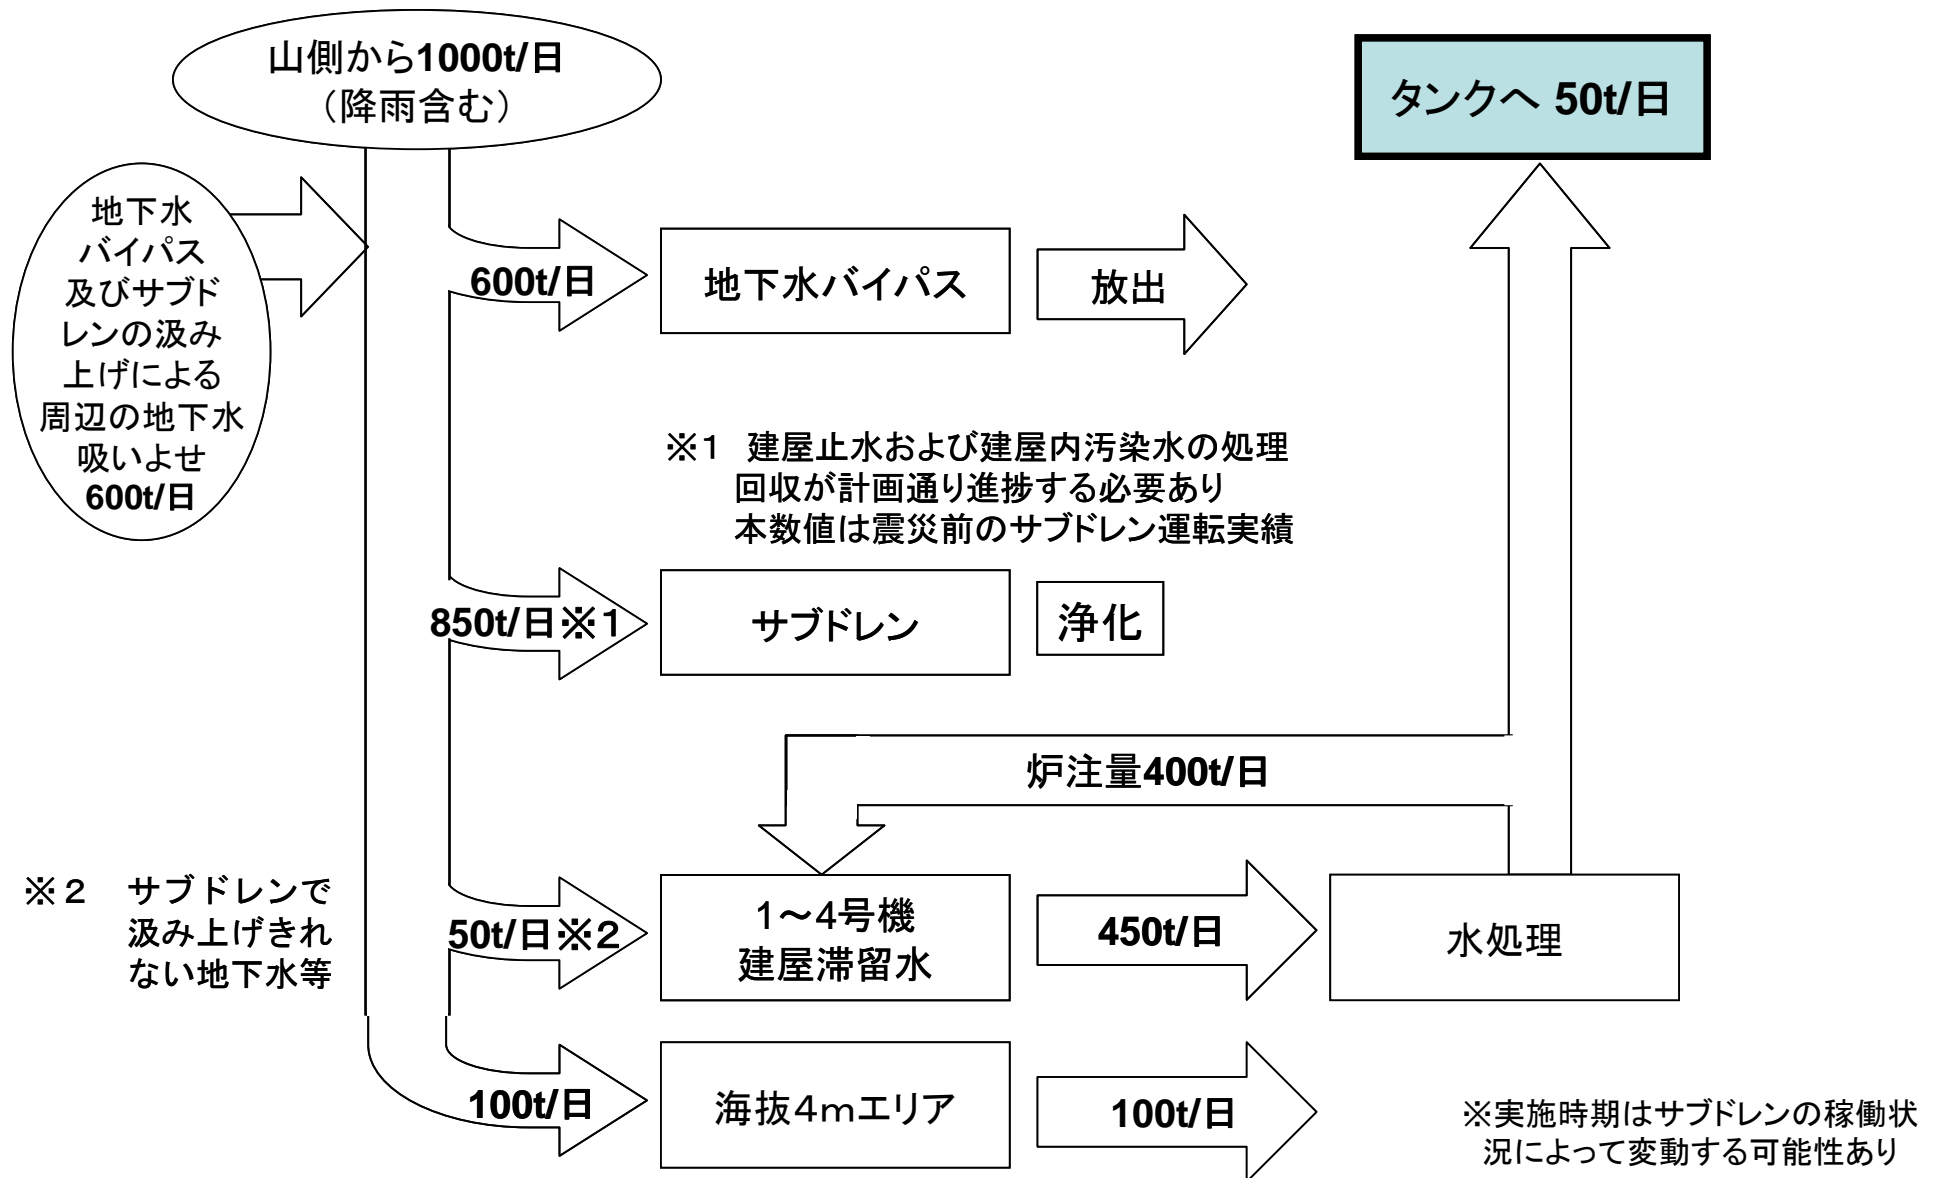 山側から1000t/日
（降雨含む）
タンクへ 50t/日
地下水
バイパス
及びサブド
レンの汲み
上げによる
周辺の地下水
吸いよせ
600t/日
600t/日
地下水バイパス
放出
※１　建屋止水および建屋内汚染水の処理
回収が計画通り進捗する必要あり
本数値は震災前のサブドレン運転実績
850t/日※１
サブドレン
浄化
炉注量400t/日
※２　サブドレンで
汲み上げきれ
ない地下水等
50t/日※２
1～4号機
建屋滞留水
450t/日
水処理
100t/日
海抜４ｍエリア
100t/日
※実施時期はサブドレンの稼働状
況によって変動する可能性あり